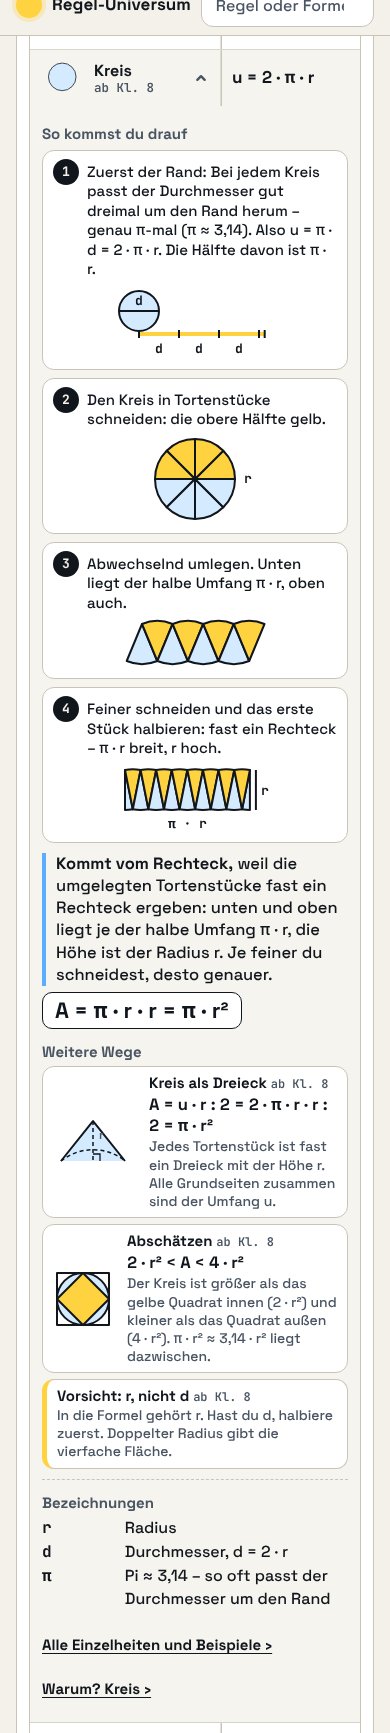 Regel-Universum
Regel oder Forme
Kreis
ab Kl. 8
u = 2 · π · r
So kommst du drauf
1
Zuerst der Rand: Bei jedem Kreis
passt der Durchmesser gut
dreimal um den Rand herum –
genau π-mal (π ≈ 3,14). Also u = π ·
d = 2 · π · r. Die Hälfte davon ist π ·
r.
d
d d d
2
Den Kreis in Tortenstücke
schneiden: die obere Hälfte gelb.
r
3
Abwechselnd umlegen. Unten
liegt der halbe Umfang π · r, oben
auch.
4
Feiner schneiden und das erste
Stück halbieren: fast ein Rechteck
– π · r breit, r hoch.
r
π · r
Kommt vom Rechteck, weil die
umgelegten Tortenstücke fast ein
Rechteck ergeben: unten und oben
liegt je der halbe Umfang π · r, die
Höhe ist der Radius r. Je feiner du
schneidest, desto genauer.
A = π · r · r = π · r²
Weitere Wege
Kreis als Dreieck ab Kl. 8
A = u · r : 2 = 2 · π · r · r :
2 = π · r²
Jedes Tortenstück ist fast
ein Dreieck mit der Höhe r.
Alle Grundseiten zusammen
sind der Umfang u.
r
Abschätzen ab Kl. 8
2 · r² < A < 4 · r²
Der Kreis ist größer als das
gelbe Quadrat innen (2 · r²) und
kleiner als das Quadrat außen
(4 · r²). π · r² ≈ 3,14 · r² liegt
dazwischen.
Vorsicht: r, nicht d ab Kl. 8
In die Formel gehört r. Hast du d, halbiere
zuerst. Doppelter Radius gibt die
vierfache Fläche.
Bezeichnungen
r Radius
d Durchmesser, d = 2 · r
π Pi ≈ 3,14 – so oft passt der
Durchmesser um den Rand
Alle Einzelheiten und Beispiele >
Warum? Kreis >